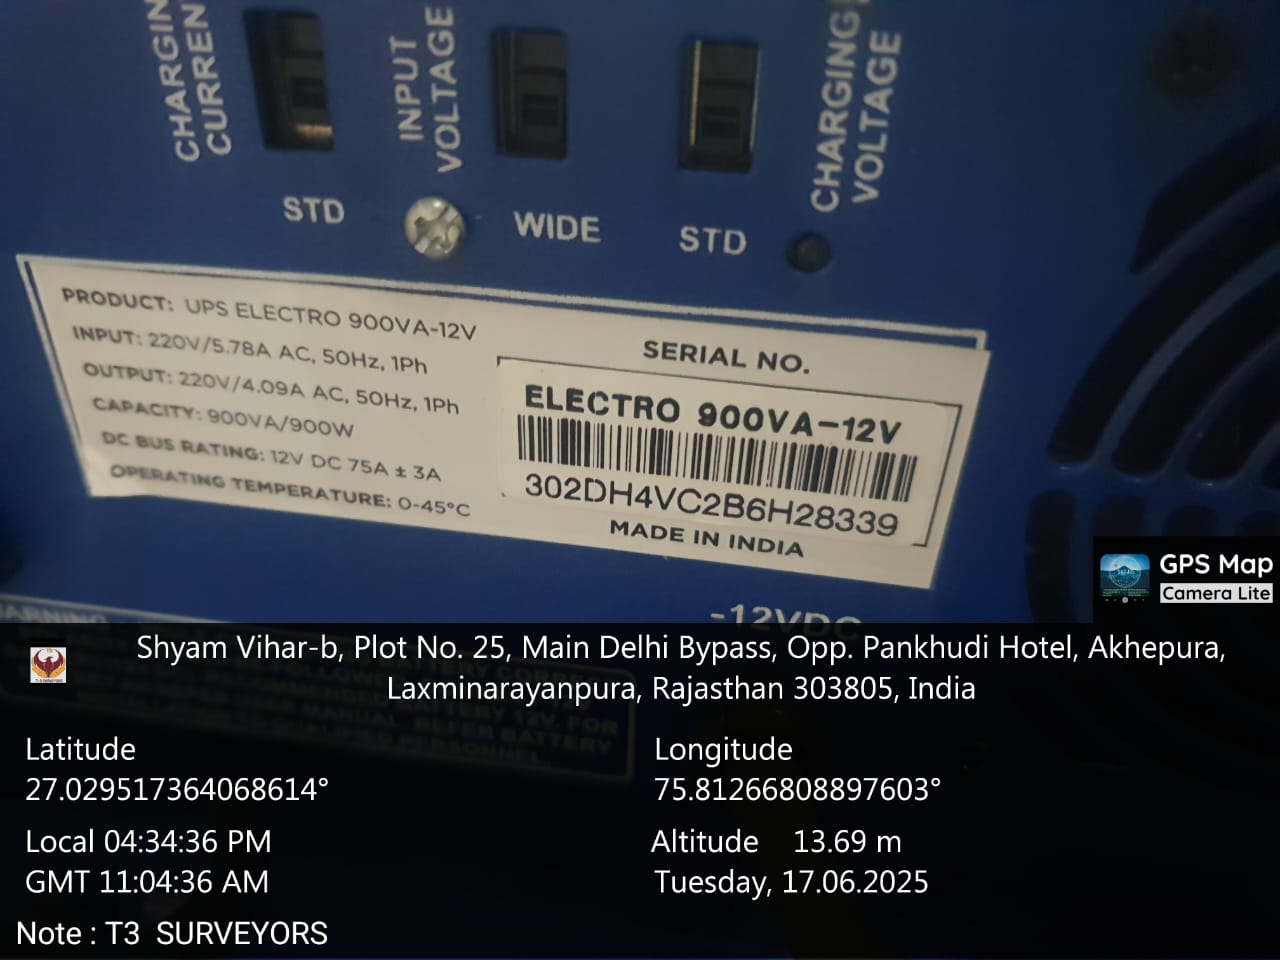 CHARGIN
CURREN
INPUT
VOLTAGE
CHARGING
VOLTAGE
STD
WIDE
STD
PRODUCT: UPS ELECTRO 900VA-12V
INPUT: 220V/5.78A AC, 50Hz, 1Ph
OUTPUT: 220V/4.09A AC, 50Hz, 1Ph
CAPACITY: 900VA/900W
DC BUS RATING: 12V DC 75A ± 3A
OPERATING TEMPERATURE: 0-45°C
SERIAL NO.
ELECTRO 900VA-12V
302DH4VC2B6H28339
MADE IN INDIA
-12VDC
GPS Map
Camera Lite
Shyam Vihar-b, Plot No. 25, Main Delhi Bypass, Opp. Pankhudi Hotel, Akhepura,
Laxminarayanpura, Rajasthan 303805, India
Latitude
27.029517364068614°
Longitude
75.81266808897603°
Local 04:34:36 PM
GMT 11:04:36 AM
Altitude 13.69 m
Tuesday, 17.06.2025
Note : T3 SURVEYORS